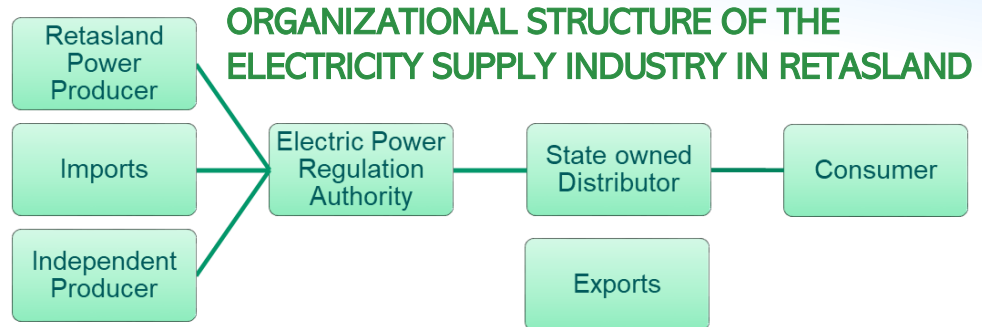 ORGANIZATIONAL STRUCTURE OF THE
ELECTRICITY SUPPLY INDUSTRY IN RETASLAND
Retasland
Power
Producer
Imports
Independent
Producer
Electric Power
Regulation
Authority
State owned
Distributor
Exports
Consumer